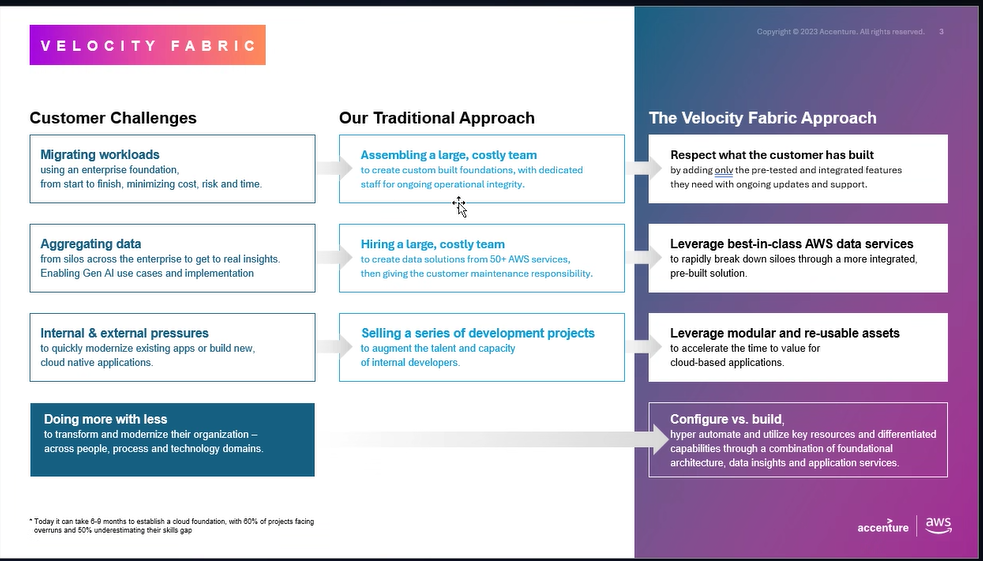 VELOCITY FABRIC
Copyright © 2023 Accenture. All rights reserved. 3
Customer Challenges
Our Traditional Approach
The Velocity Fabric Approach
Migrating workloads
using an enterprise foundation,
from start to finish, minimizing cost, risk and time.
Assembling a large, costly team
to create custom built foundations, with dedicated
staff for ongoing operational integrity.
Respect what the customer has built
by adding only the pre-tested and integrated features
they need with ongoing updates and support.
Aggregating data
from silos across the enterprise to get to real insights.
Enabling Gen AI use cases and implementation
Hiring a large, costly team
to create data solutions from 50+ AWS services,
then giving the customer maintenance responsibility.
Leverage best-in-class AWS data services
to rapidly break down siloes through a more integrated,
pre-built solution.
Internal & external pressures
to quickly modernize existing apps or build new,
cloud native applications.
Selling a series of development projects
to augment the talent and capacity
of internal developers.
Leverage modular and re-usable assets
to accelerate the time to value for
cloud-based applications.
Doing more with less
to transform and modernize their organization –
across people, process and technology domains.
Configure vs. build,
hyper automate and utilize key resources and differentiated
capabilities through a combination of foundational
architecture, data insights and application services.
* Today it can take 6-9 months to establish a cloud foundation, with 60% of projects facing
overruns and 50% underestimating their skills gap
accenture aws